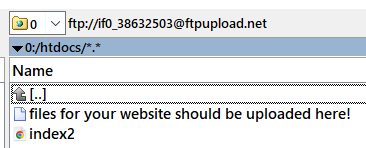 0 ftp://if0_38632503@ftpupload.net
0:/htdocs/*.*
Name
[..]
files for your website should be uploaded here!
index2